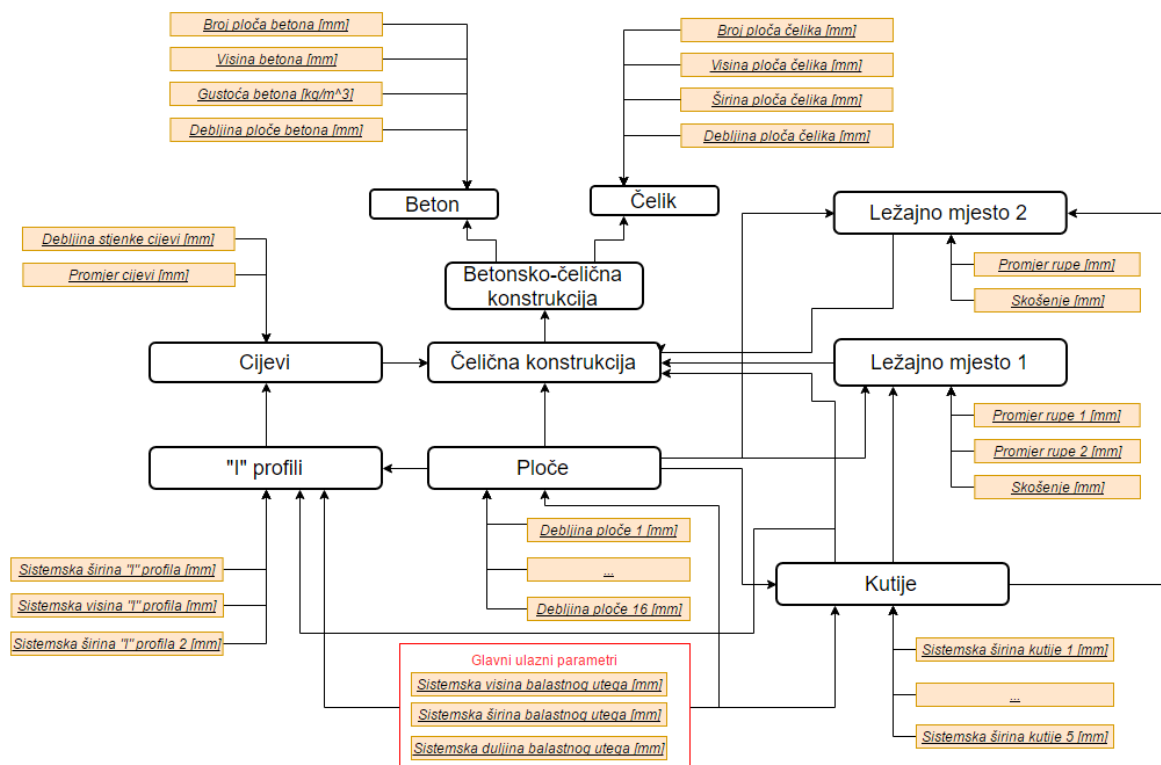 Broj ploča betona [mm]
Visina betona [mm]
Gustoća betona [kg/m^3]
Debljina ploče betona [mm]
Broj ploča čelika [mm]
Visina ploča čelika [mm]
Širina ploča čelika [mm]
Debljina ploča čelika [mm]
Beton
Čelik
Ležajno mjesto 2
Debljina stjenke cijevi [mm]
Promjer cijevi [mm]
Betonsko-čelična
konstrukcija
Promjer rupe [mm]
Skošenje [mm]
Cijevi
Čelična konstrukcija
Ležajno mjesto 1
Promjer rupe 1 [mm]
Promjer rupe 2 [mm]
Skošenje [mm]
"I" profili
Ploče
Debljina ploče 1 [mm]
...
Debljina ploče 16 [mm]
Kutije
Sistemska širina "I" profila [mm]
Sistemska visina "I" profila [mm]
Sistemska širina "I" profila 2 [mm]
Glavni ulazni parametri
Sistemska visina balastnog utega [mm]
Sistemska širina balastnog utega [mm]
Sistemska duljina balastnog utega [mm]
Sistemska širina kutije 1 [mm]
...
Sistemska širina kutije 5 [mm]